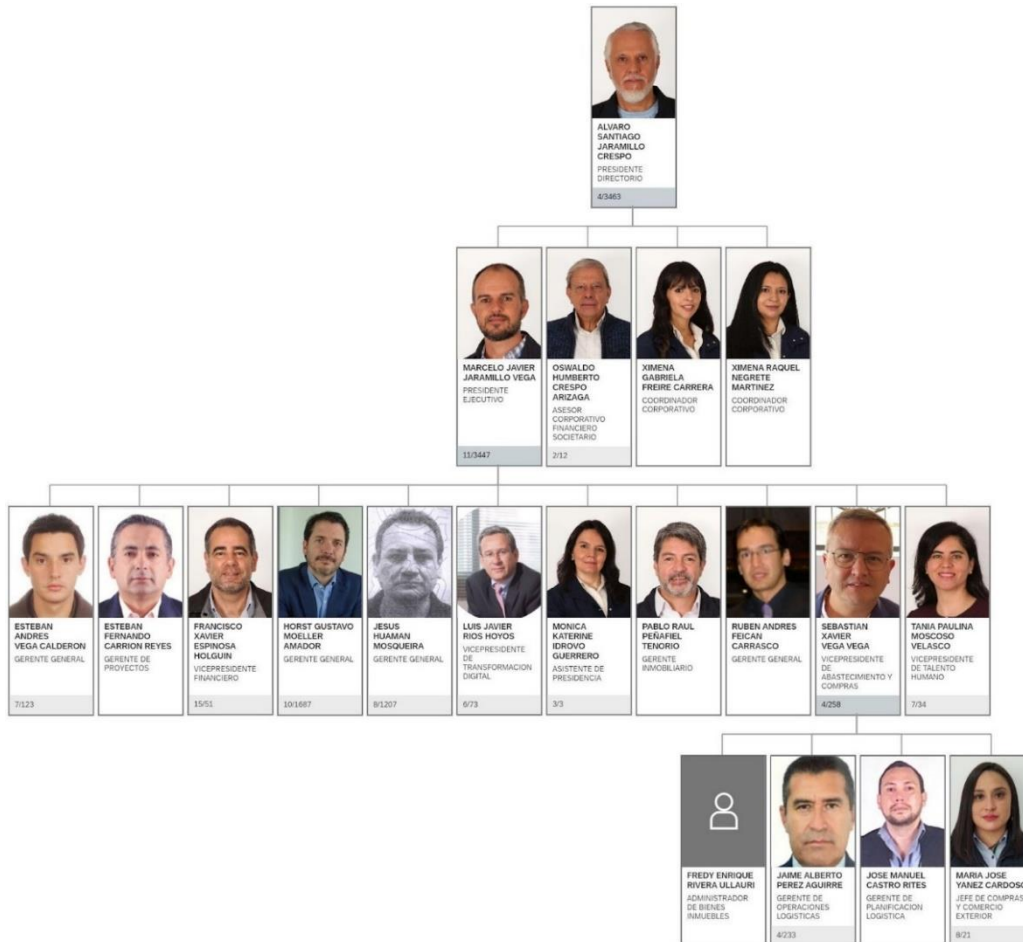 ALVARO
SANTIAGO
JARAMILLO
CRESPO
PRESIDENTE
DIRECTORIO
4/3463
MARCELO JAVIER
JARAMILLO VEGA
PRESIDENTE
EJECUTIVO
11/3447
OSWALDO
HUMBERTO
CRESPO
ARIZAGA
ASESOR
CORPORATIVO
FINANCIERO
SOCIETARIO
2/12
XIMENA
GABRIELA
FREIRE CARRERA
COORDINADOR
CORPORATIVO
XIMENA RAQUEL
NEGRETE
MARTINEZ
COORDINADOR
CORPORATIVO
ESTEBAN
ANDRES
VEGA CALDERON
GERENTE GENERAL
7/123
ESTEBAN
FERNANDO
CARRION REYES
GERENTE DE
PROYECTOS
FRANCISCO
XAVIER
ESPINOSA
HOLGUIN
VICEPRESIDENTE
FINANCIERO
15/51
HORST GUSTAVO
MOELLER
AMADOR
GERENTE GENERAL
10/1687
JESUS
HUAMAN
MOSQUEIRA
GERENTE GENERAL
8/1207
LUIS JAVIER
RIOS HOYOS
VICEPRESIDENTE
DE
TRANSFORMACION
DIGITAL
6/73
MONICA
KATERINE
IDROVO
GUERRERO
ASISTENTE DE
PRESIDENCIA
3/3
PABLO RAUL
PEÑAFIEL
TENORIO
GERENTE
INMOBILIARIO
RUBEN ANDRES
FEICAN
CARRASCO
GERENTE GENERAL
SEBASTIAN
XAVIER
VEGA VEGA
VICEPRESIDENTE
DE
ABASTECIMIENTO Y
COMPRAS
4/258
TANIA PAULINA
MOSCOSO
VELASCO
VICEPRESIDENTE
DE TALENTO
HUMANO
7/34
FREDY ENRIQUE
RIVERA ULLAURI
ADMINISTRADOR
DE BIENES
INMUEBLES
JAIME ALBERTO
PEREZ AGUIRRE
GERENTE DE
OPERACIONES
LOGISTICAS
4/233
JOSE MANUEL
CASTRO RITES
GERENTE DE
PLANIFICACION
LOGISTICA
MARIA JOSE
YANEZ CARDOSO
JEFE DE COMPRAS
Y COMERCIO
EXTERIOR
8/21